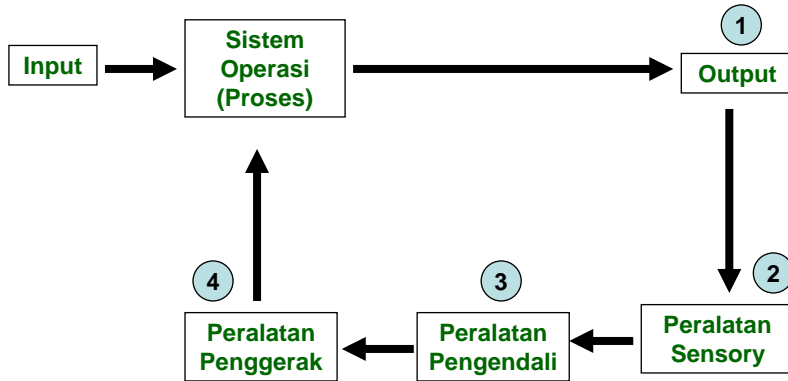 Input
Sistem
Operasi
(Proses)
1
Output
2
Peralatan
Sensory
3
Peralatan
Pengendali
4
Peralatan
Penggerak